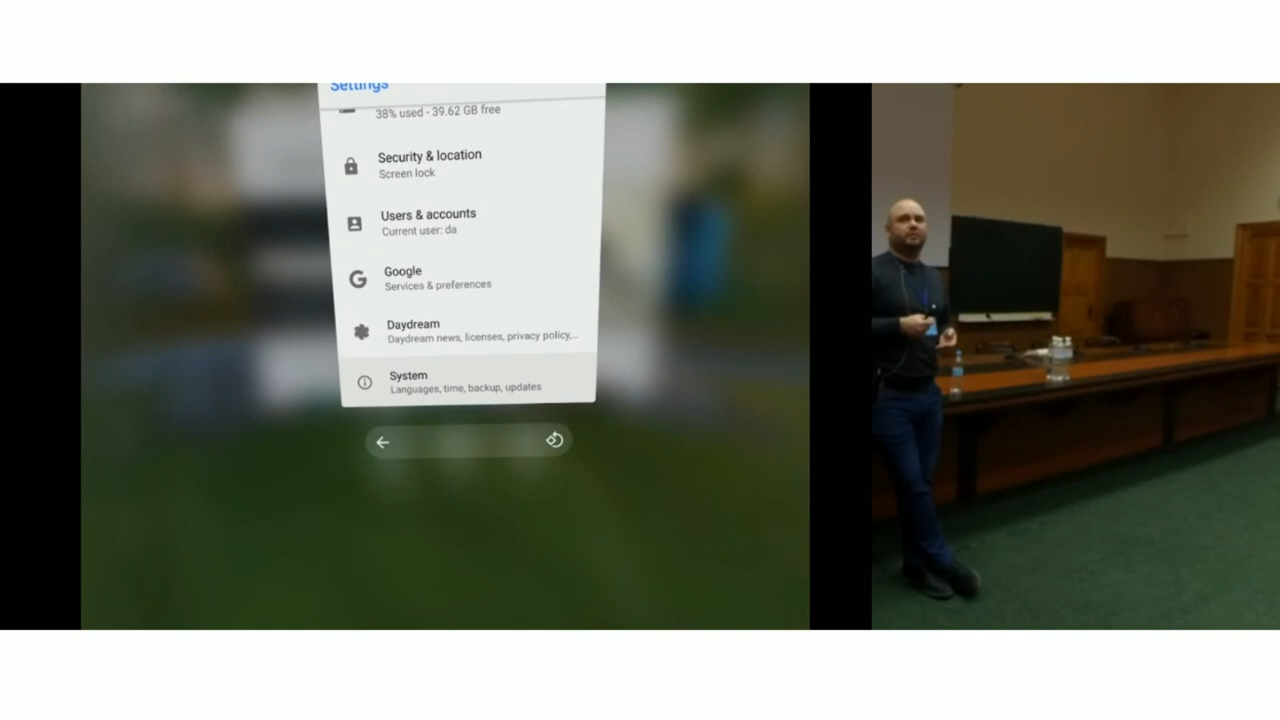 Settings
38% used - 39.62 GB free
Security & location
Screen lock
Users & accounts
Current user: da
Google
Services & preferences
Daydream
Daydream news, licenses, privacy policy,...
System
Languages, time, backup, updates